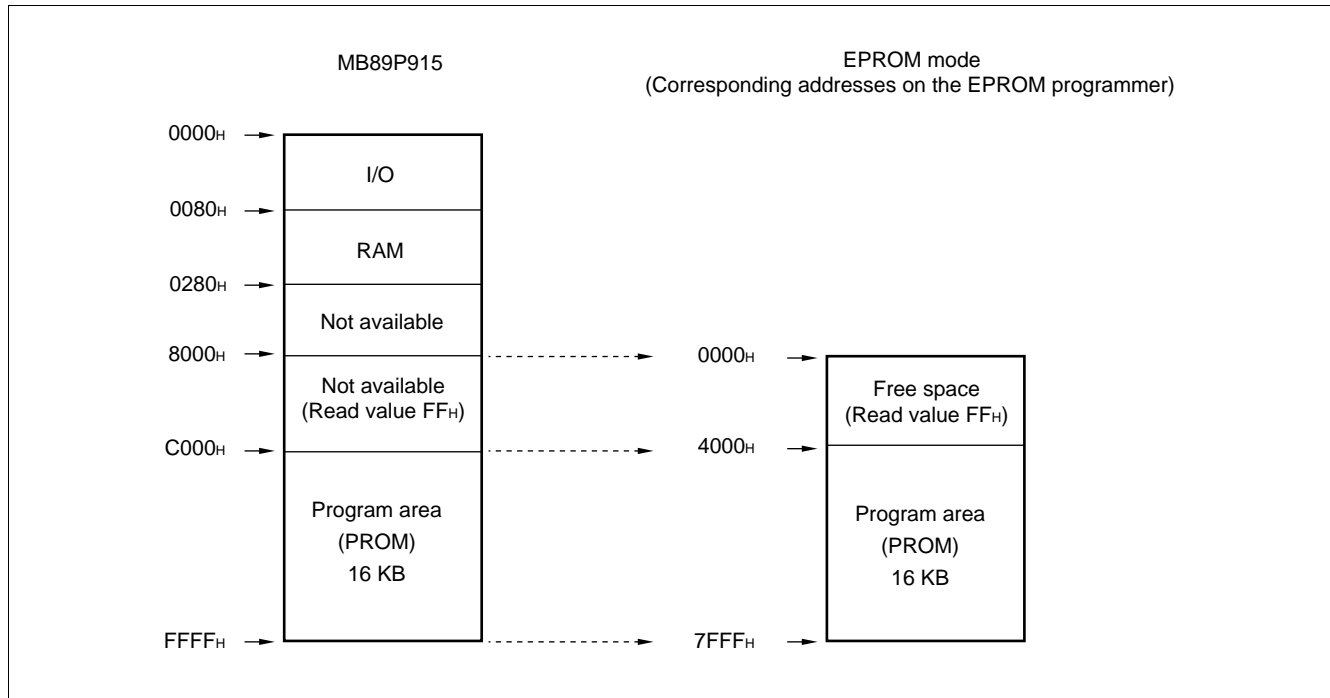 MB89P915
EPROM mode
(Corresponding addresses on the EPROM programmer)
0000H
I/O
0080H
RAM
0280H
Not available
8000H
0000H
Not available
(Read value FFH)
Free space
(Read value FFH)
C000H
4000H
Program area
(PROM)
16 KB
Program area
(PROM)
16 KB
FFFFH
7FFFH